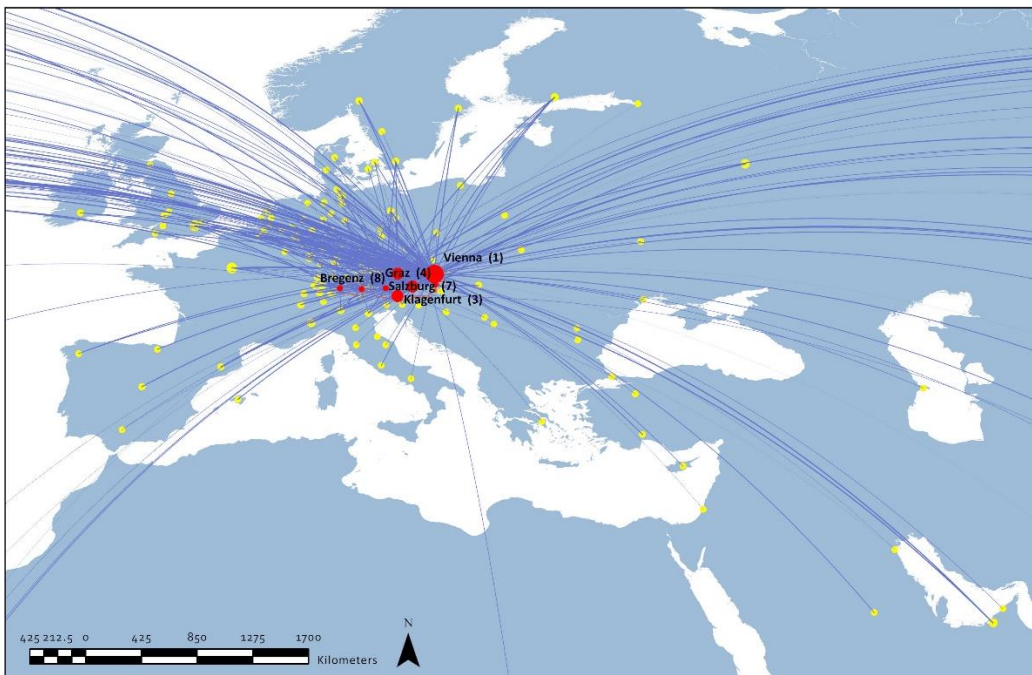 Vienna (1)
Graz (4)
Bregenz (8)
Salzburg (7)
Klagenfurt (3)
N
425 212.5 0 425 850 1275 1700
Kilometers